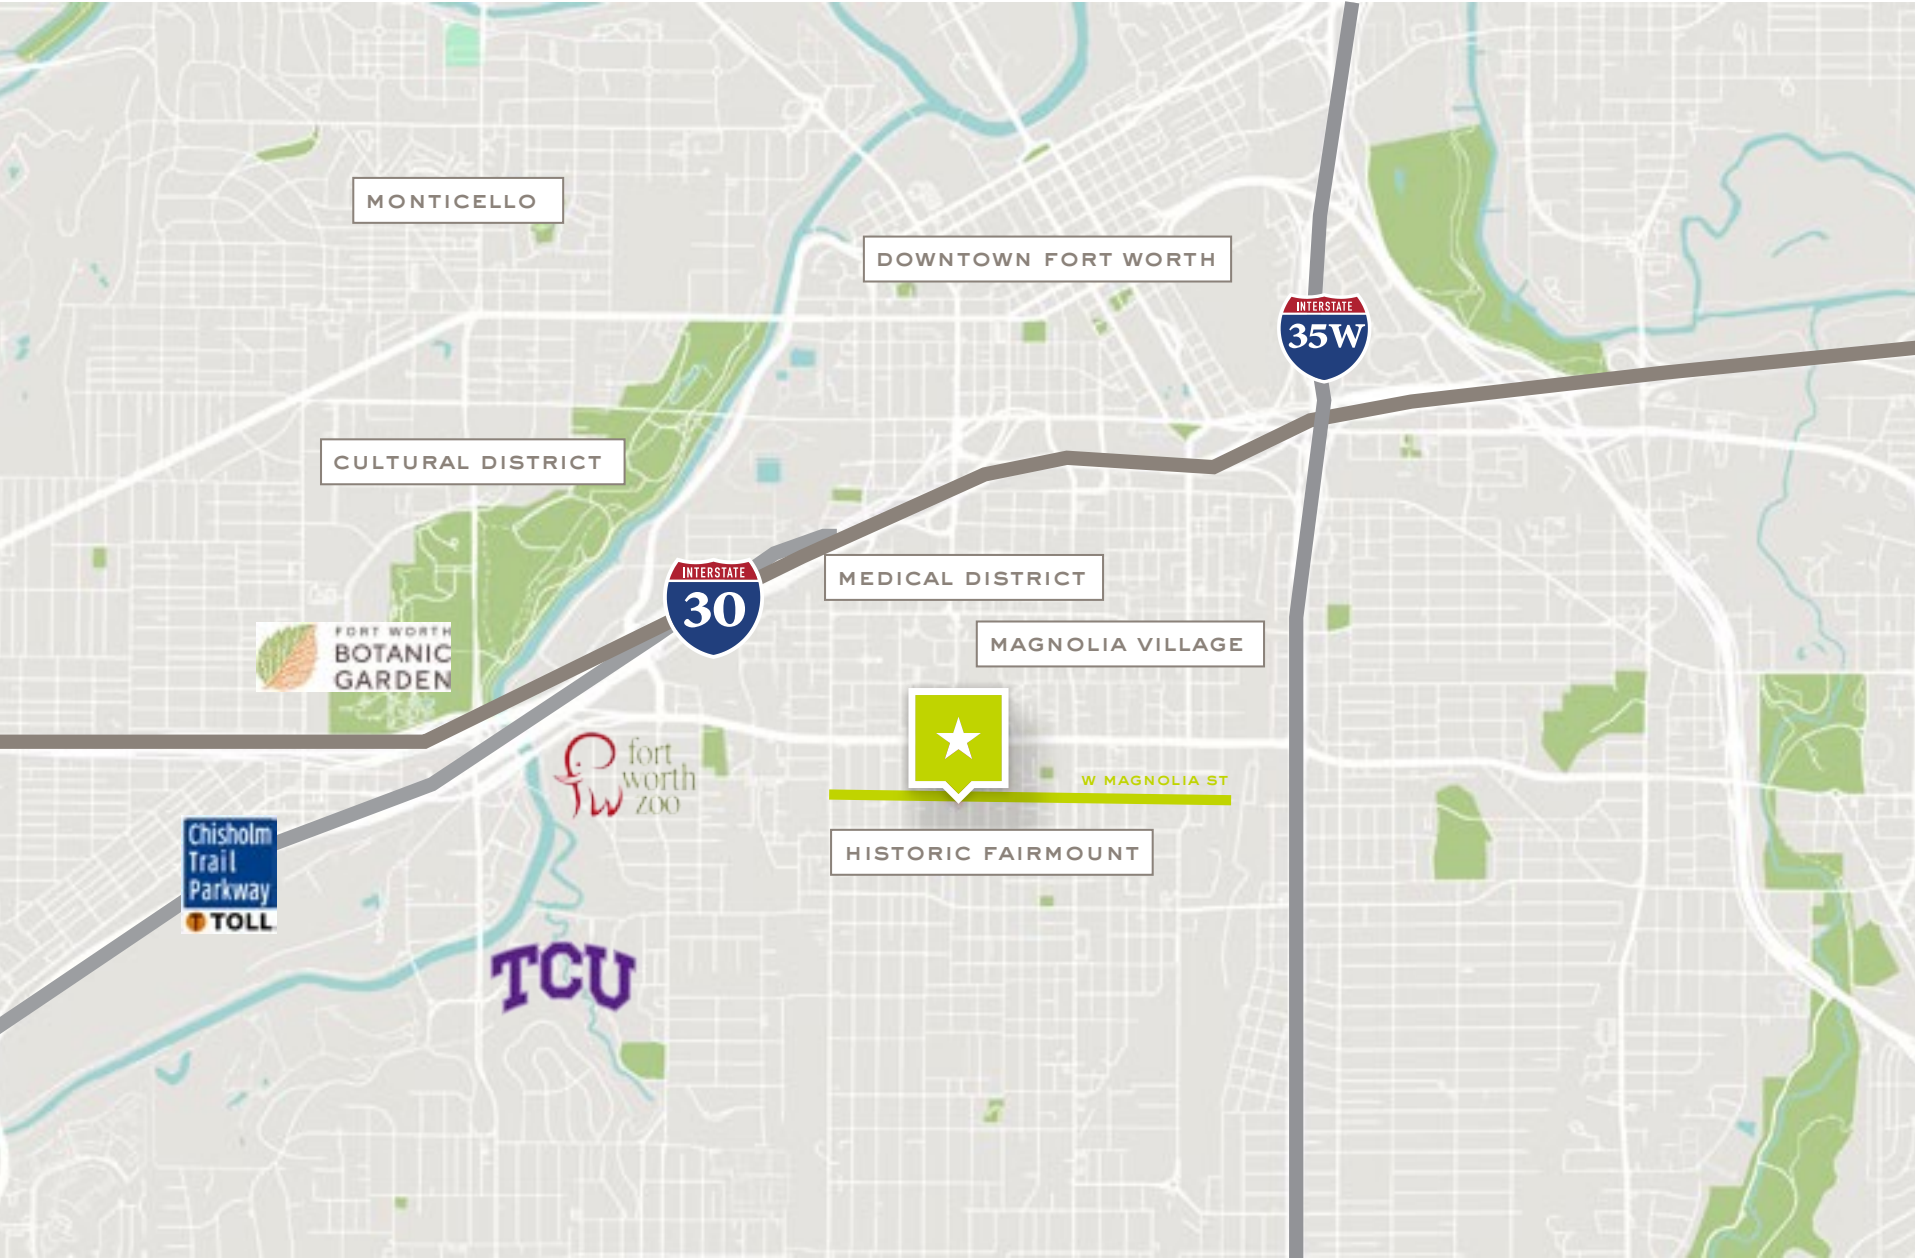 MONTICELLO
DOWNTOWN FORT WORTH
INTERSTATE
35W
CULTURAL DISTRICT
INTERSTATE
30
MEDICAL DISTRICT
FORT WORTH
BOTANIC
GARDEN
MAGNOLIA VILLAGE
fort
worth
zoo
W MAGNOLIA ST
Chisholm
Trail
Parkway
TOLL
HISTORIC FAIRMOUNT
TCU